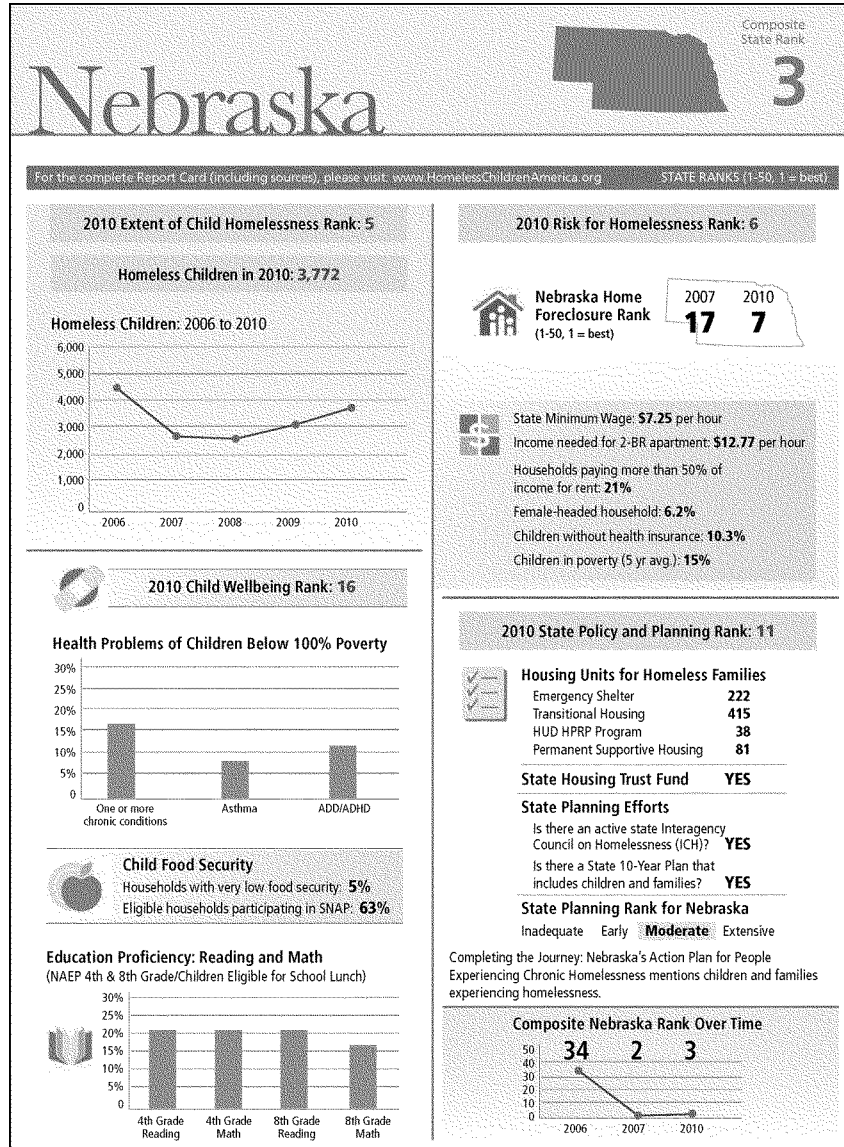 Nebraska
Composite
State Rank
3
For the complete Report Card (including sources), please visit: www.HomelessChildrenAmerica.org STATE RANKS (1-50, 1 = best)
2010 Extent of Child Homelessness Rank: 5
Homeless Children in 2010: 3,772
Homeless Children: 2006 to 2010
6,000
5,000
4,000
3,000
2,000
1,000
0
2006 2007 2008 2009 2010
2010 Child Wellbeing Rank: 16
Health Problems of Children Below 100% Poverty
30%
25%
20%
15%
10%
5%
0
One or more
chronic conditions
Asthma
ADD/ADHD
Child Food Security
Households with very low food security: 5%
Eligible households participating in SNAP: 63%
Education Proficiency: Reading and Math
(NAEP 4th & 8th Grade/Children Eligible for School Lunch)
30%
25%
20%
15%
10%
5%
0
4th Grade
Reading
4th Grade
Math
8th Grade
Reading
8th Grade
Math
2010 Risk for Homelessness Rank: 6
Nebraska Home
Foreclosure Rank
(1-50, 1 = best)
2007 2010
17 7
$
State Minimum Wage: $7.25 per hour
Income needed for 2-BR apartment: $12.77 per hour
Households paying more than 50% of
income for rent: 21%
Female-headed household: 6.2%
Children without health insurance: 10.3%
Children in poverty (5 yr avg.): 15%
2010 State Policy and Planning Rank: 11
Housing Units for Homeless Families
Emergency Shelter 222
Transitional Housing 415
HUD HPRP Program 38
Permanent Supportive Housing 81
State Housing Trust Fund YES
State Planning Efforts
Is there an active state Interagency
Council on Homelessness (ICH)? YES
Is there a State 10-Year Plan that
includes children and families? YES
State Planning Rank for Nebraska
Inadequate Early Moderate Extensive
Completing the Journey: Nebraska's Action Plan for People
Experiencing Chronic Homelessness mentions children and families
experiencing homelessness.
Composite Nebraska Rank Over Time
50
40
30
20
10
0
34 2 3
2006 2007 2010